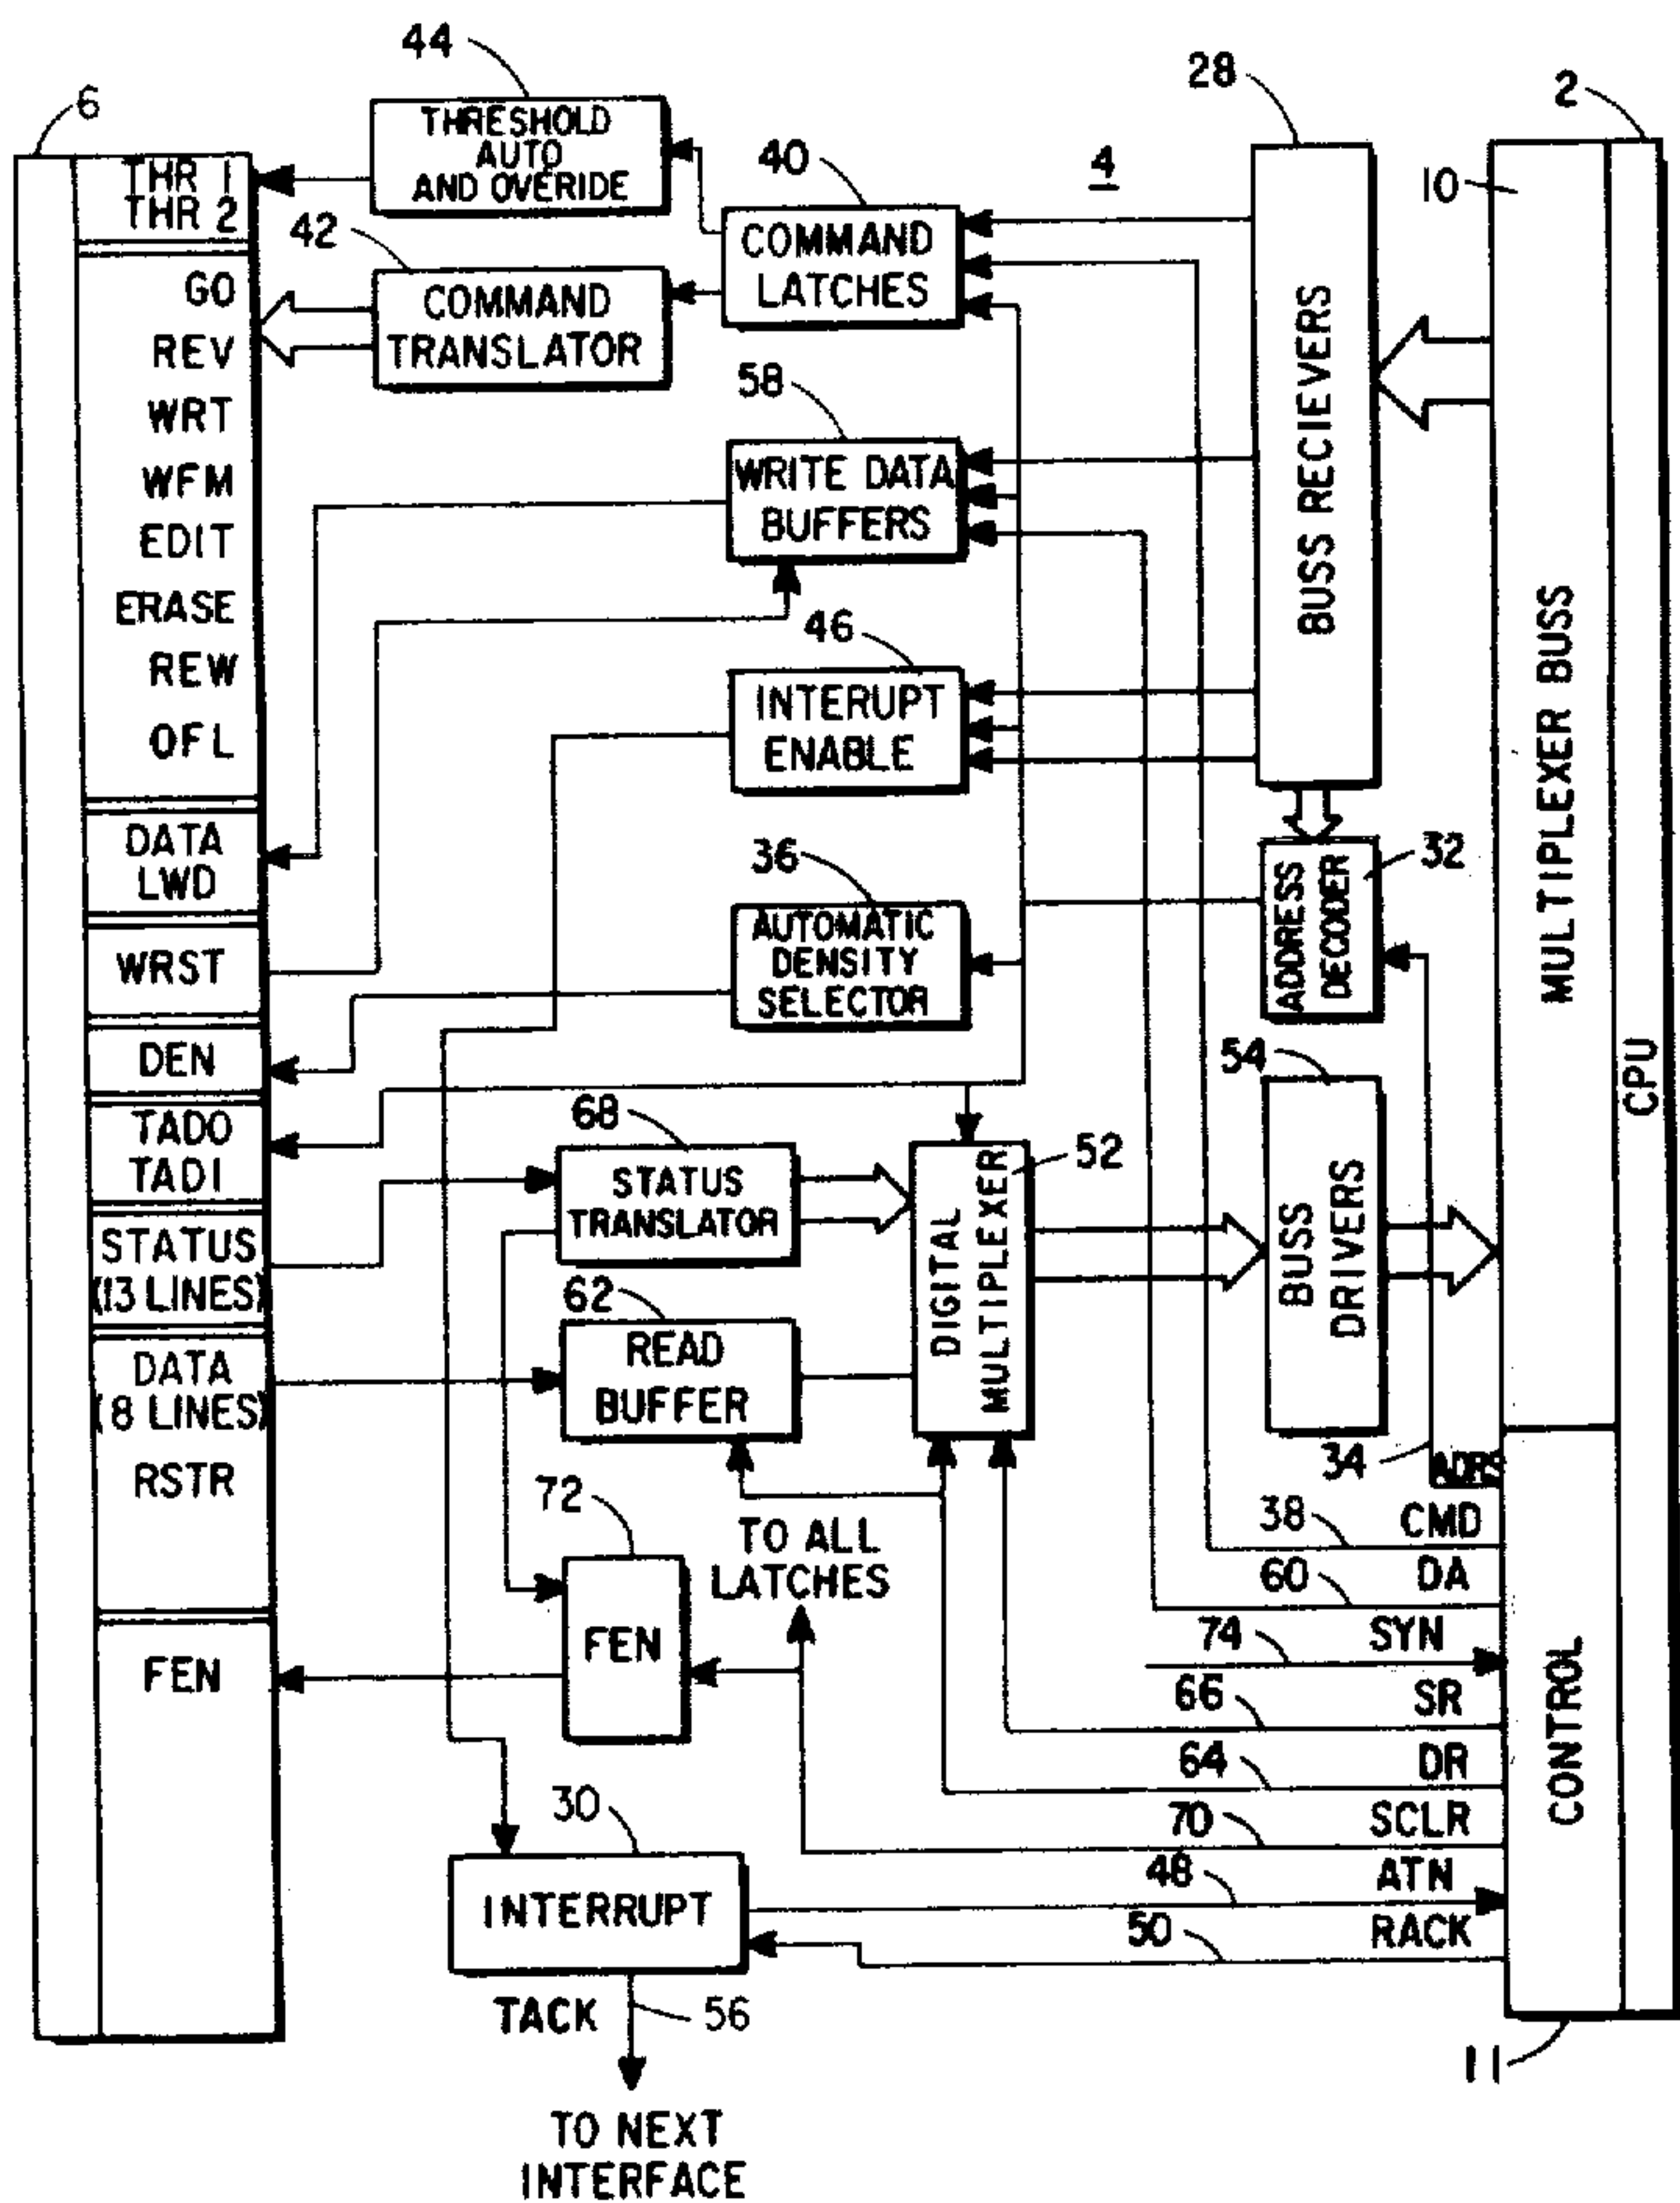 44
28
2
6
THRESHOLD
AUTO
AND OVERIDE
40
4
10
THR 1
THR 2
42
COMMAND
LATCHES
GO
REV
WRT
WFM
EDIT
ERASE
REW
OFL
COMMAND
TRANSLATOR
58
WRITE DATA
BUFFERS
BUSS RECIEVERS
MULTIPLEXER BUSS
CPU
46
INTERUPT
ENABLE
DATA
LWD
36
32
ADDRESS
DECODER
AUTOMATIC
DENSITY
SELECTOR
WRST
DEN
54
68
TADO
TADI
STATUS
TRANSLATOR
52
DIGITAL
MULTIPLEXER
BUSS
DRIVERS
STATUS
(13 LINES)
62
READ
BUFFER
DATA
(8 LINES)
RSTR
34
ADRS
72
TO ALL
LATCHES
38
CMD
60
DA
FEN
FEN
74
SYN
66
SR
CONTROL
64
DR
30
70
SCLR
48
ATN
INTERRUPT
50
RACK
TACK
56
11
TO NEXT
INTERFACE